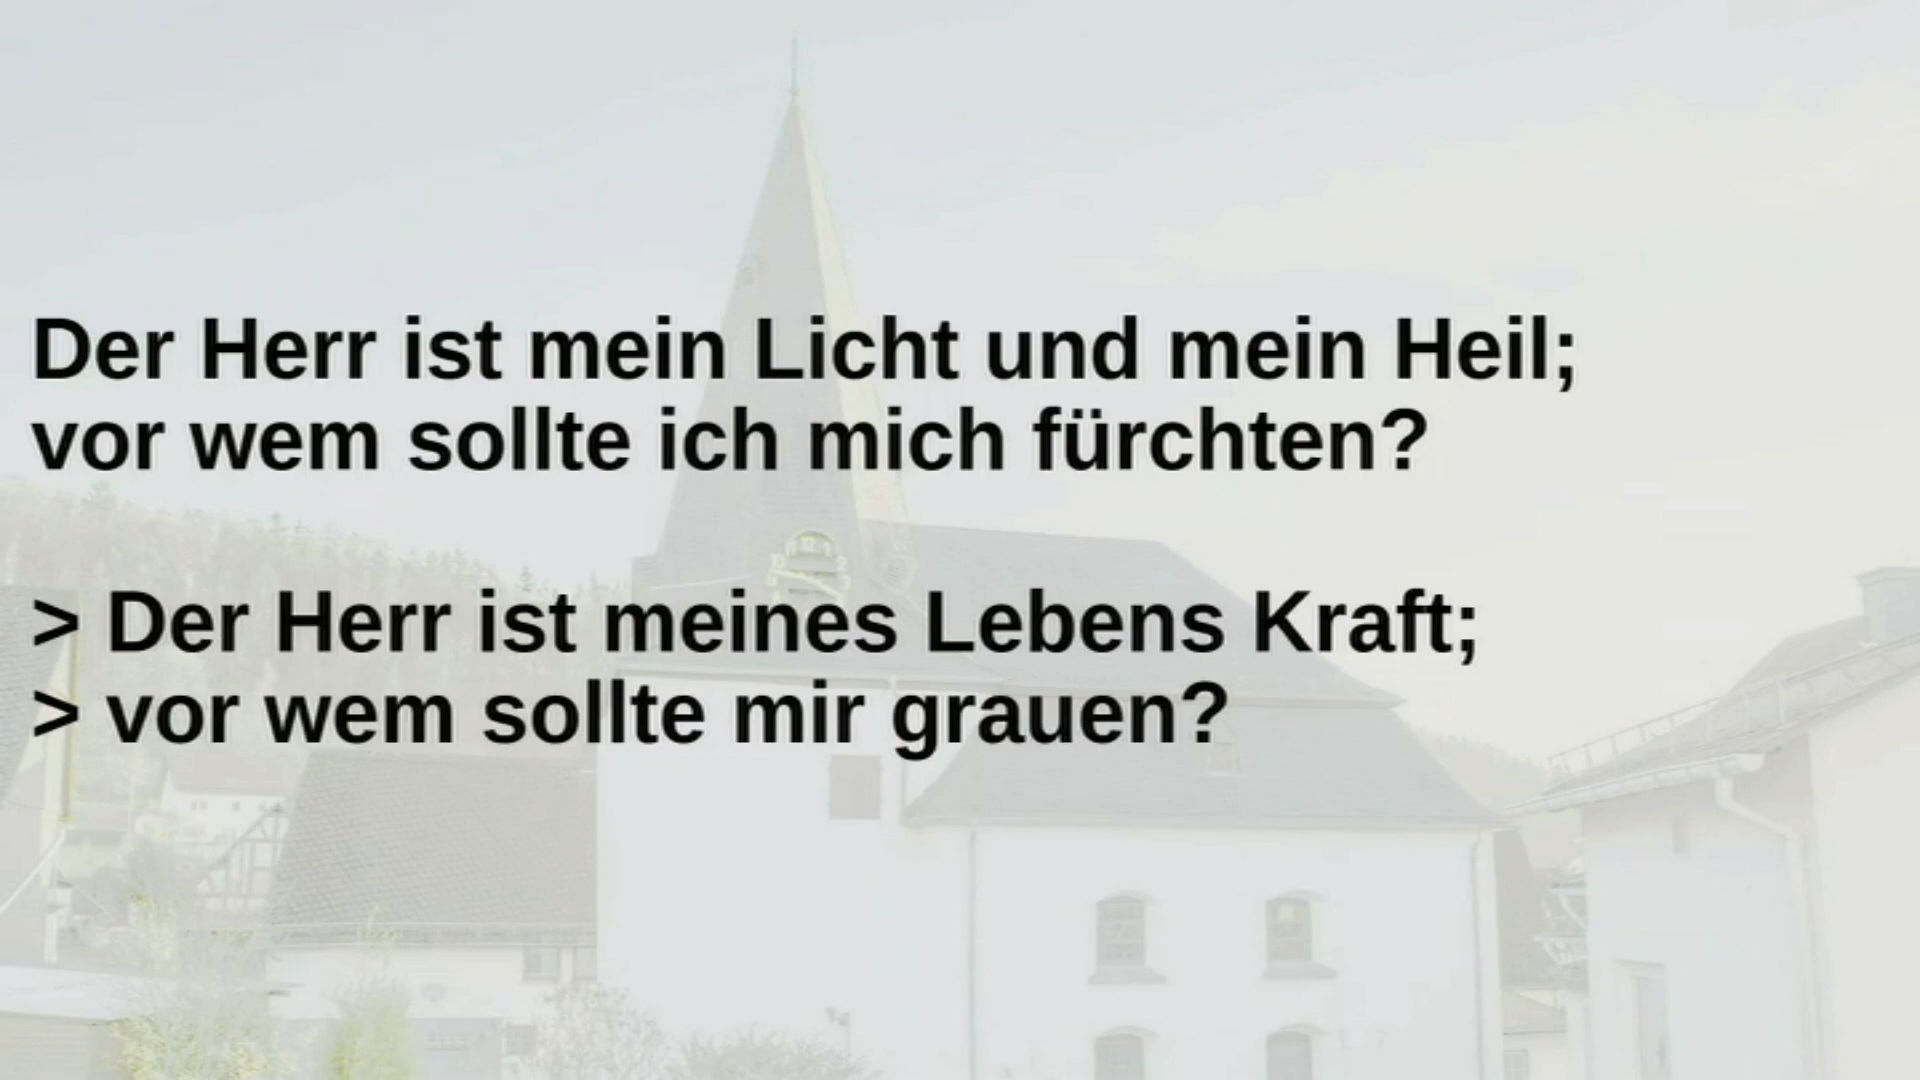 Der Herr ist mein Licht und mein Heil;
vor wem sollte ich mich fürchten?
> Der Herr ist meines Lebens Kraft;
> vor wem sollte mir grauen?